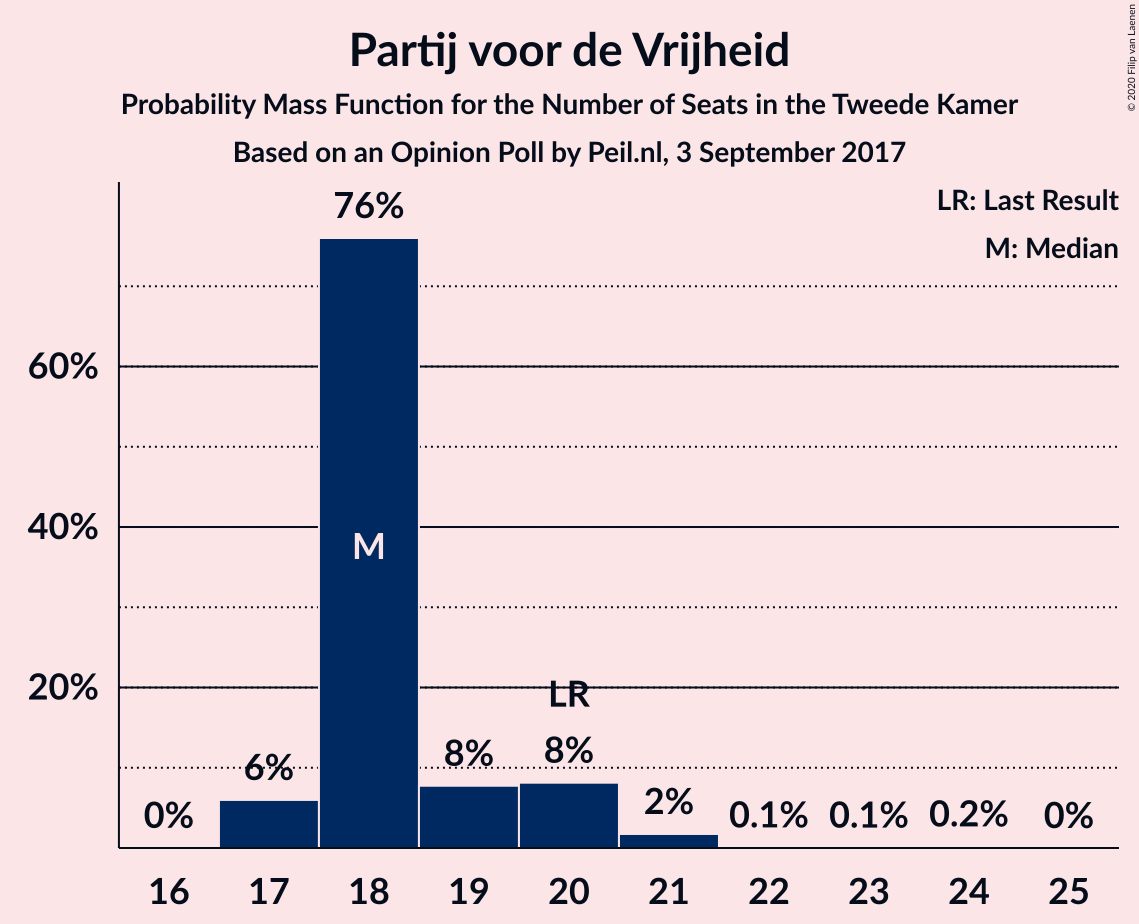 Partij voor de Vrijheid
Probability Mass Function for the Number of Seats in the Tweede Kamer
Based on an Opinion Poll by Peil.nl, 3 September 2017
© 2020 Filip van Laenen
LR: Last Result
M: Median
76%
60%
40%
20%
M
LR
0%
6%
8%
8%
2%
0.1%
0.1%
0.2%
0%
16 17 18 19 20 21 22 23 24 25